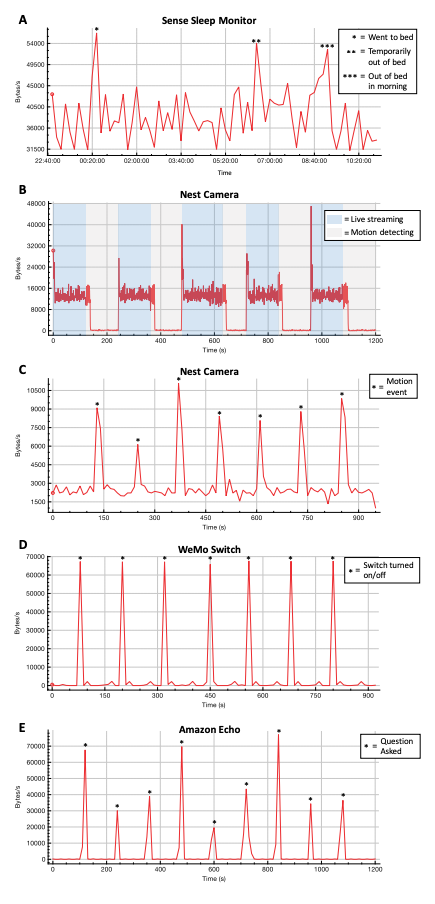 A
Sense Sleep Monitor
* = Went to bed
** = Temporarily
out of bed
*** = Out of bed
in morning
*
**
***
Bytes/s
54000
49500
45000
40500
36000
31500
22:40:00
00:20:00
02:00:00
03:40:00
05:20:00
07:00:00
08:40:00
10:20:00
Time
B
Nest Camera
= Live streaming
= Motion detecting
Bytes/s
48000
40000
32000
24000
16000
8000
0
0
200
400
600
800
1000
1200
Time (s)
C
Nest Camera
* = Motion
event
* * * * * * *
Bytes/s
10500
9000
7500
6000
4500
3000
1500
0
150
300
450
600
750
900
Time (s)
D
WeMo Switch
* = Switch turned
on/off
* * * * * * *
Bytes/s
70000
60000
50000
40000
30000
20000
10000
0
0
150
300
450
600
750
900
Time (s)
E
Amazon Echo
* = Question
Asked
* * * * * * * * *
Bytes/s
70000
60000
50000
40000
30000
20000
10000
0
0
200
400
600
800
1000
1200
Time (s)